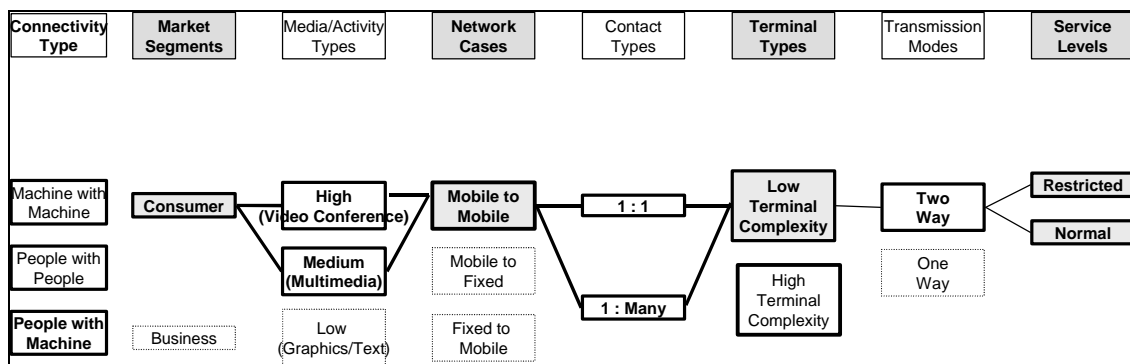 Connectivity
Type
Market
Segments
Media/Activity
Types
Network
Cases
Contact
Types
Terminal
Types
Transmission
Modes
Service
Levels
Machine with
Machine
Consumer
High
(Video Conference)
Mobile to
Mobile
1 : 1
Low
Terminal
Complexity
Two
Way
Restricted
Normal
People with
People
Medium
(Multimedia)
Mobile to
Fixed
One
Way
People with
Machine
Business
Low
(Graphics/Text)
Fixed to
Mobile
1 : Many
High
Terminal
Complexity